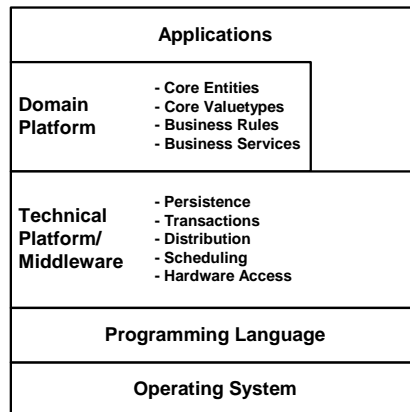 Applications
Domain
Platform
- Core Entities
- Core Valuetypes
- Business Rules
- Business Services
Technical
Platform/
Middleware
- Persistence
- Transactions
- Distribution
- Scheduling
- Hardware Access
Programming Language
Operating System